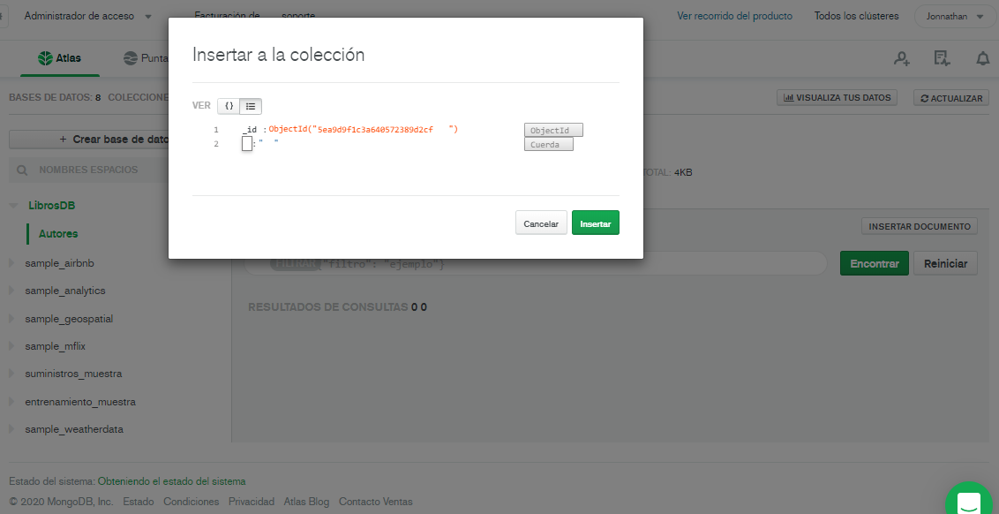 Administrador de acceso Facturación de soporte Ver recorrido del producto Todos los clústeres Jonnathan
Atlas Punta
BASES DE DATOS: 8 COLECCIONE VISUALIZA TUS DATOS ACTUALIZAR
+ Crear base de dato
NOMBRES ESPACIOS
LibrosDB
Autores
sample_airbnb
sample_analytics
sample_geospatial
sample_mflix
suministros_muestra
entrenamiento_muestra
sample_weatherdata
Insertar a la colección
VER {}
1 _id : ObjectId("5ea9d9f1c3a640572389d2cf ") ObjectId
2 : " " Cuerda
Cancelar Insertar
TOTAL: 4KB
INSERTAR DOCUMENTO
FILTRAR {"filtro": "ejemplo"} Encontrar Reiniciar
RESULTADOS DE CONSULTAS 0 0
Estado del sistema: Obteniendo el estado del sistema
© 2020 MongoDB, Inc. Estado Condiciones Privacidad Atlas Blog Contacto Ventas